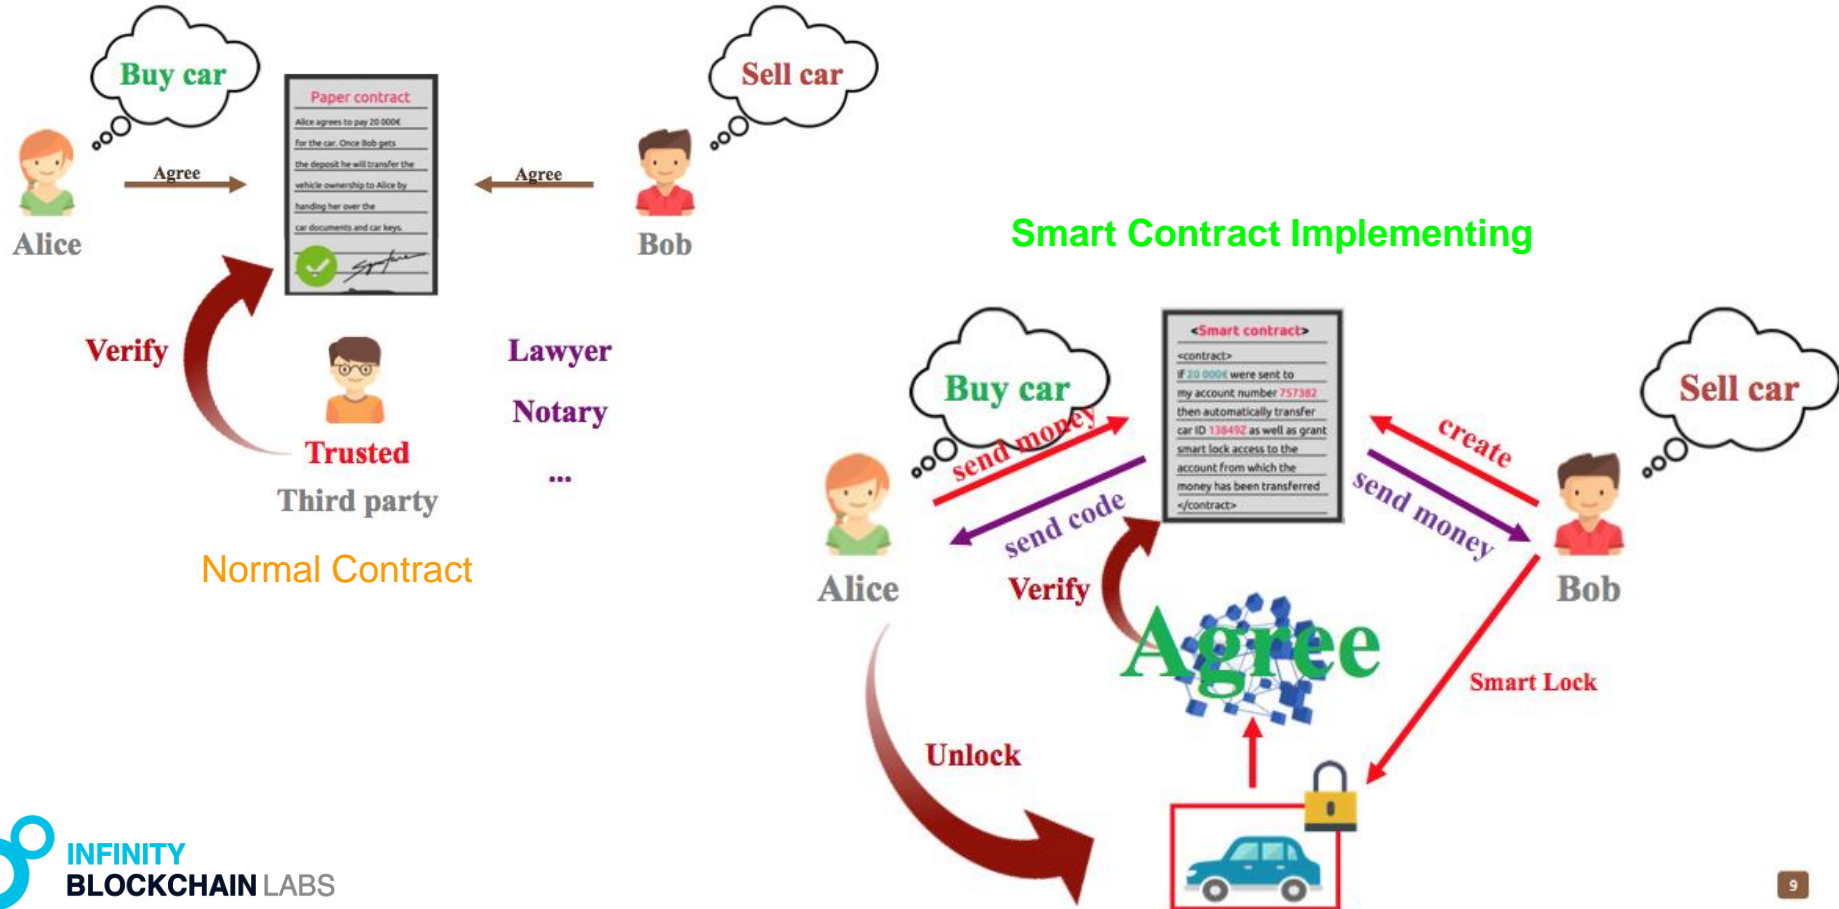 Buy car
Sell car
Paper contract
Alice agrees to pay 20 000€
for the car. Once Bob gets
the deposit he will transfer the
vehicle ownership to Alice by
handing her over the
car documents and car keys.
Signature
Agree
Agree
Alice
Bob
Verify
Lawyer
Notary
...
Trusted
Third party
Normal Contract
Smart Contract Implementing
Buy car
Sell car
<Smart contract>
<contract>
if 20 000€ were sent to
my account number 757382
then automatically transfer
car ID 13849Z as well as grant
smart lock access to the
account from which the
money has been transferred
</contract>
send money
send code
create
send money
Alice
Bob
Verify
Agree
Smart Lock
Unlock
INFINITY
BLOCKCHAIN LABS
9